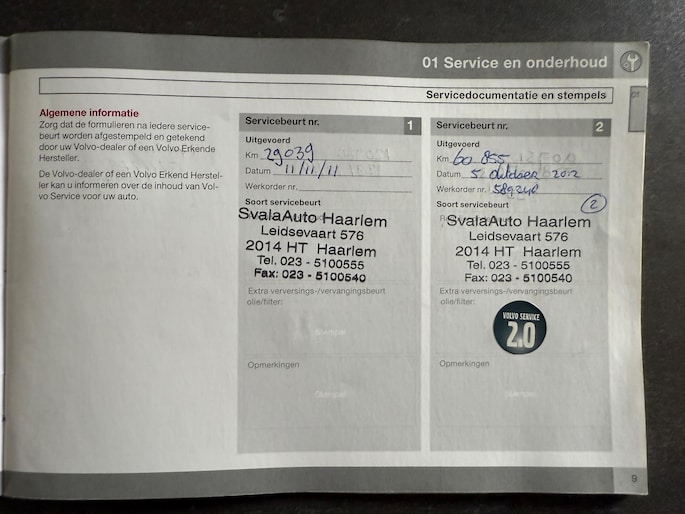 01 Service en onderhoud
Servicedocumentatie en stempels
01
Algemene informatie
Zorg dat de formulieren na iedere service-
beurt worden afgestempeld en getekend
door uw Volvo-dealer of een Volvo Erkende
Hersteller.
De Volvo-dealer of een Volvo Erkend Herstel-
ler kan u informeren over de inhoud van Vol-
vo Service voor uw auto.
Servicebeurt nr. 1
Uitgevoerd
Km 29039
Datum 11/11/11
Werkorder nr.
Soort servicebeurt
SvalaAuto Haarlem
Leidsevaart 576
2014 HT Haarlem
Tel. 023 - 5100555
Fax: 023 - 5100540
Extra verversings-/vervangingsbeurt
olie/filter:
Stempel
Opmerkingen
Stempel
Servicebeurt nr. 2
Uitgevoerd
Km 60 855
Datum 5 oktober 2012
Werkorder nr. 589340
Soort servicebeurt 2
SvalaAuto Haarlem
Leidsevaart 576
2014 HT Haarlem
Tel. 023 - 5100555
Fax: 023 - 5100540
Extra verversings-/vervangingsbeurt
olie/filter:
VOLVO SERVICE
2.0
Opmerkingen
Stempel
9